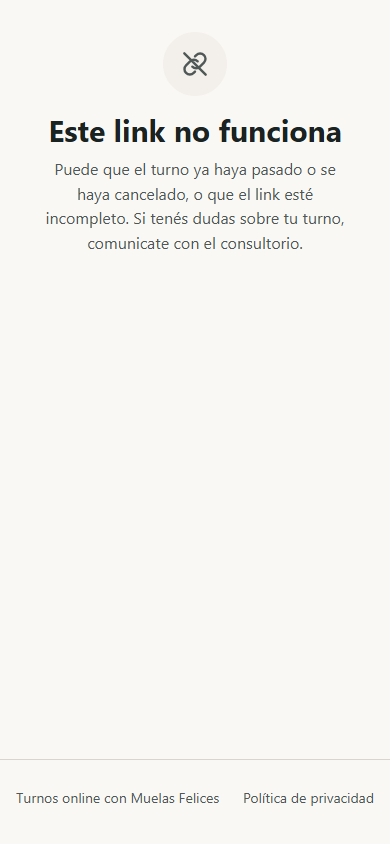 Este link no funciona
Puede que el turno ya haya pasado o se
haya cancelado, o que el link esté
incompleto. Si tenés dudas sobre tu turno,
comunicate con el consultorio.
Turnos online con Muelas Felices
Política de privacidad